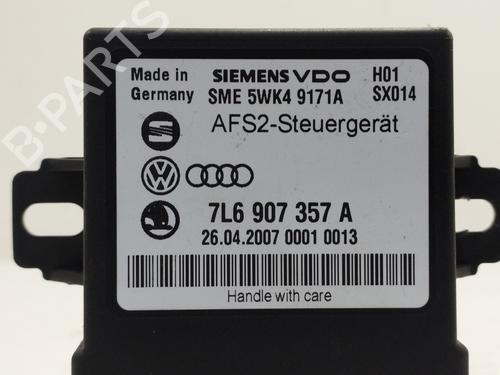 Made in Germany
SIEMENS VDO
SME 5WK4 9171A
H01
SX014
AFS2-Steuergerät
7L6 907 357 A
26.04.2007 0001 0013
Handle with care
B-PARTS